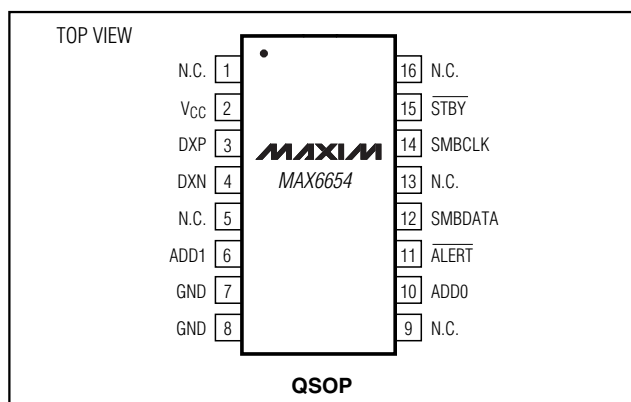 TOP VIEW
N.C. 1 16 N.C.
VCC 2 15 STBY
DXP 3 14 SMBCLK
MAXIM
DXN 4 MAX6654 13 N.C.
N.C. 5 12 SMBDATA
ADD1 6 11 ALERT
GND 7 10 ADD0
GND 8 9 N.C.
QSOP